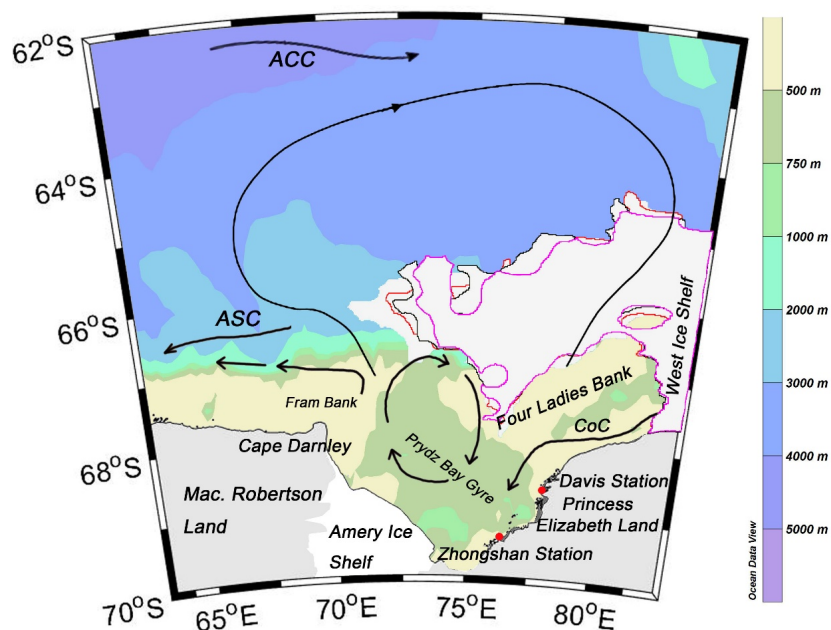 62°S
ACC
500 m
750 m
64°S
1000 m
2000 m
66°S
ASC
West Ice Shelf
3000 m
Fram Bank
Four Ladies Bank
CoC
Cape Darnley
Prydz Bay Gyre
4000 m
68°S
Mac. Robertson
Land
Davis Station
Princess
Elizabeth Land
5000 m
Amery Ice
Shelf
Zhongshan Station
Ocean Data View
70°S
65°E
70°E
75°E
80°E